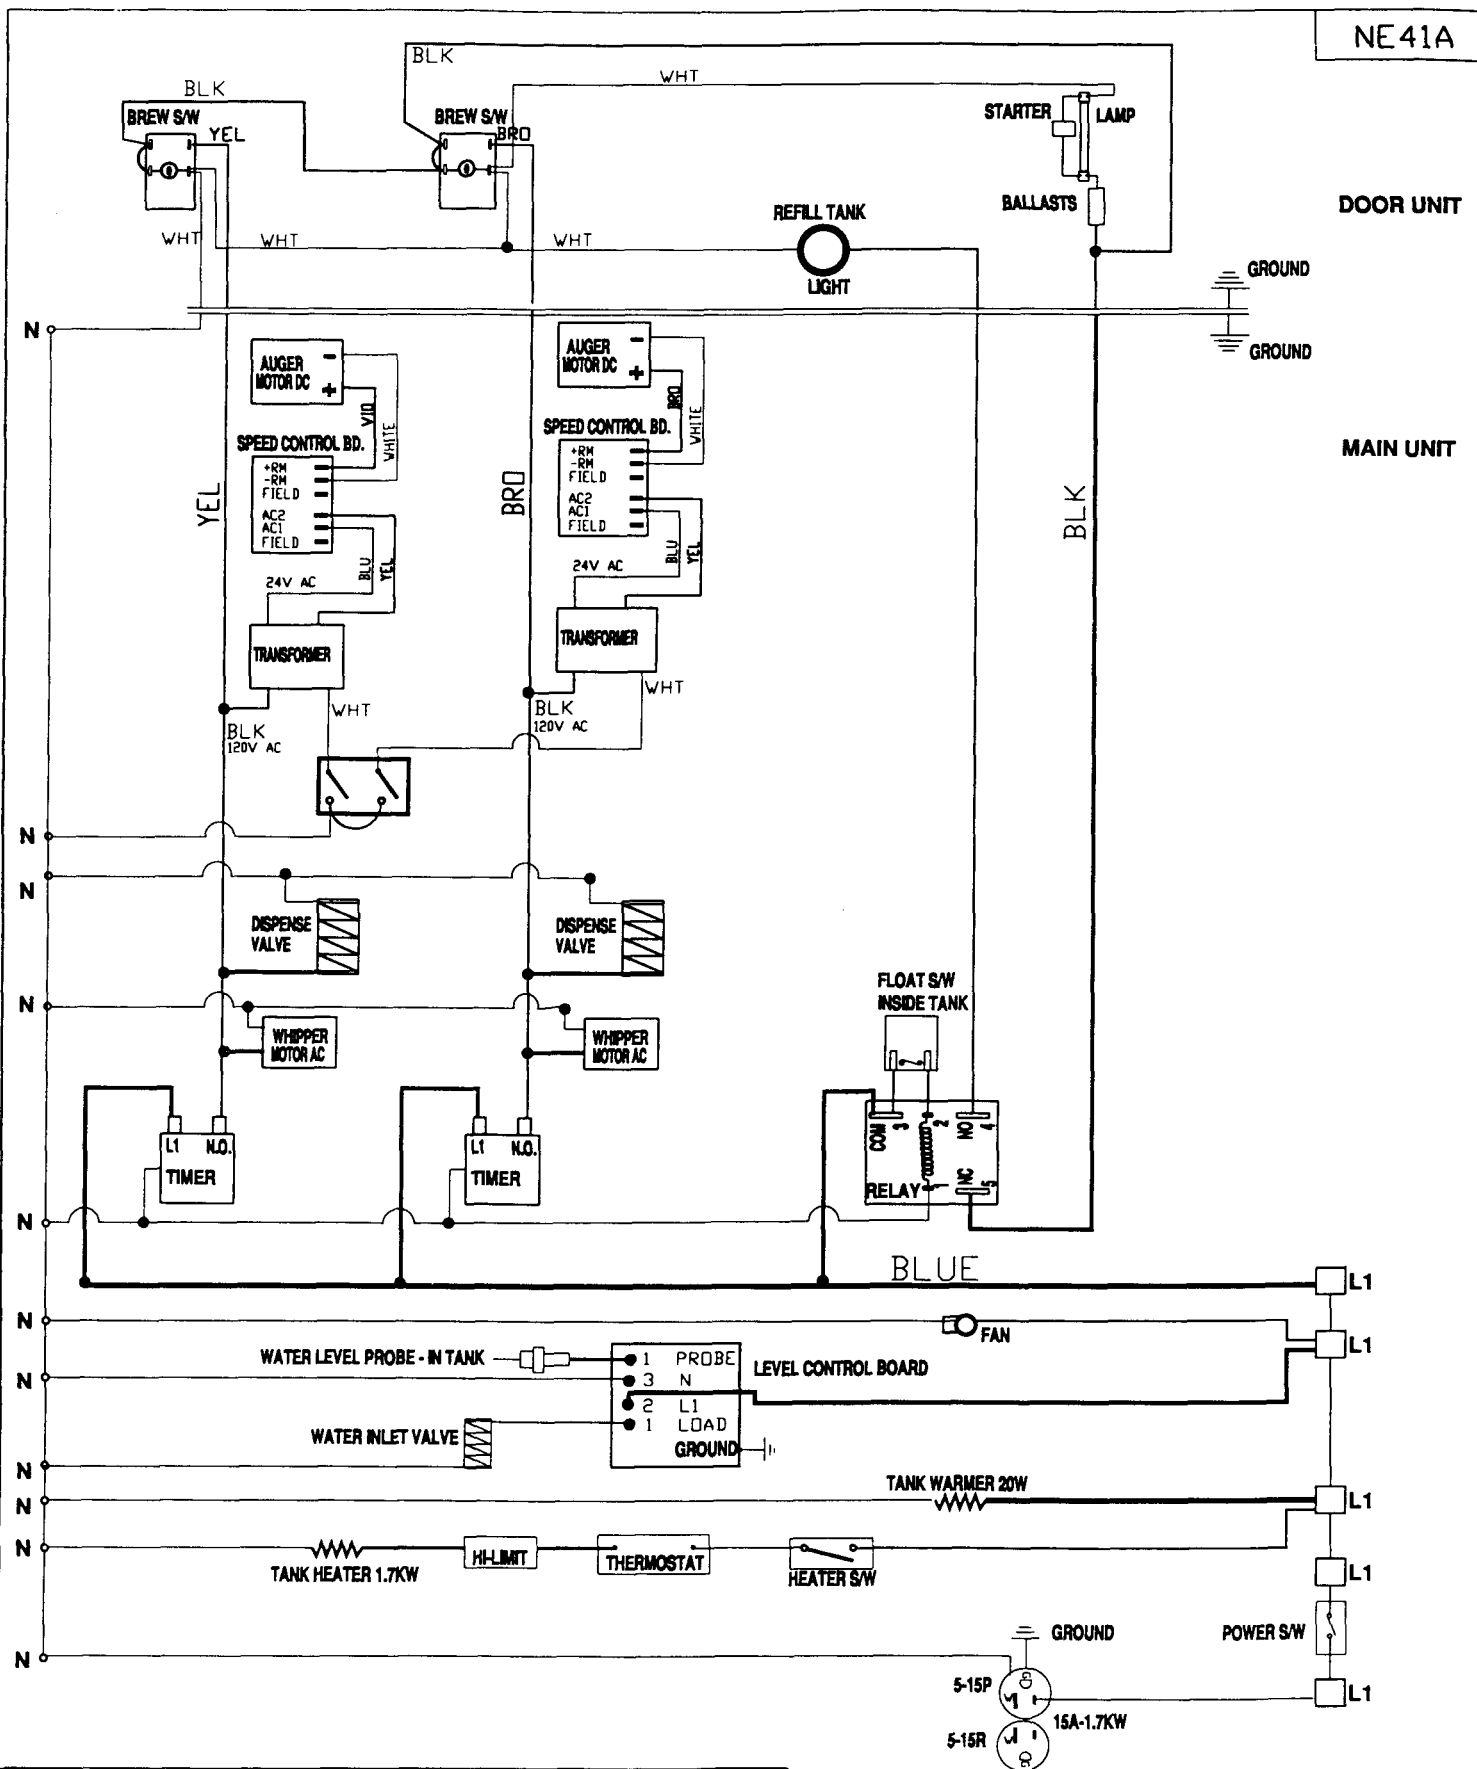 NE41A
BLK
WHT
BLK
BREW S/W
YEL
BREW S/W
BRO
STARTER
LAMP
BALLASTS
DOOR UNIT
REFILL TANK
LIGHT
WHT
WHT
WHT
GROUND
GROUND
N
AUGER
MOTOR DC
-
+
VIO
WHITE
AUGER
MOTOR DC
-
+
BRO
WHITE
MAIN UNIT
SPEED CONTROL BD.
+RM
-RM
FIELD
AC2
AC1
FIELD
SPEED CONTROL BD.
+RM
-RM
FIELD
AC2
AC1
FIELD
YEL
BRO
BLK
BLU
YEL
24V AC
BLU
YEL
24V AC
TRANSFORMER
TRANSFORMER
WHT
WHT
BLK
120V AC
BLK
120V AC
N
N
DISPENSE
VALVE
DISPENSE
VALVE
N
WHIPPER
MOTOR AC
WHIPPER
MOTOR AC
FLOAT S/W
INSIDE TANK
L1 N.O.
TIMER
L1 N.O.
TIMER
COM
3
2
NO
4
NC
5
1
RELAY
N
BLUE
L1
N
FAN
L1
WATER LEVEL PROBE - IN TANK
1 PROBE
3 N
2 L1
1 LOAD
GROUND
LEVEL CONTROL BOARD
N
WATER INLET VALVE
N
TANK WARMER 20W
N
L1
N
TANK HEATER 1.7KW
HI-LIMIT
THERMOSTAT
HEATER S/W
L1
POWER S/W
GROUND
N
5-15P
GD
15A-1.7KW
L1
5-15R